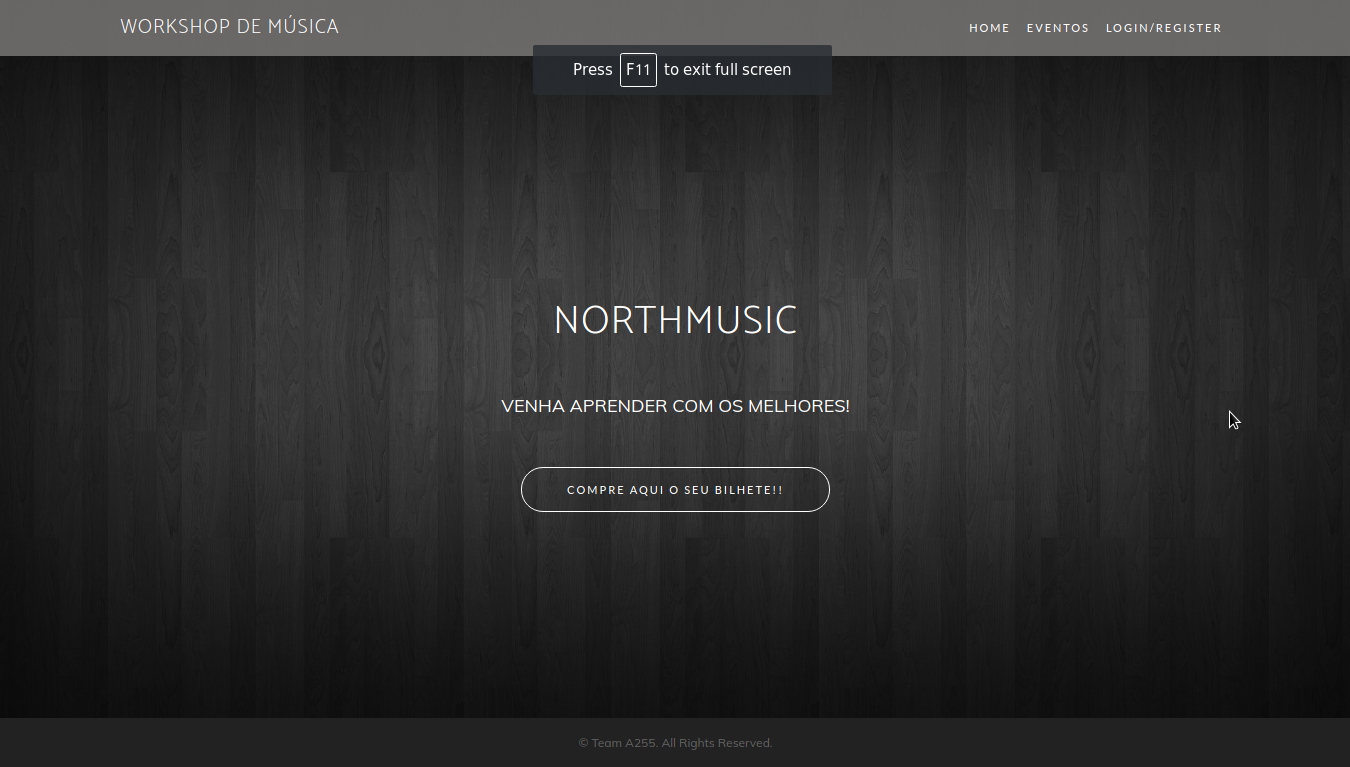 WORKSHOP DE MÚSICA
HOME EVENTOS LOGIN/REGISTER
Press F11 to exit full screen
NORTHMUSIC
VENHA APRENDER COM OS MELHORES!
COMPRE AQUI O SEU BILHETE!!
© Team A255. All Rights Reserved.